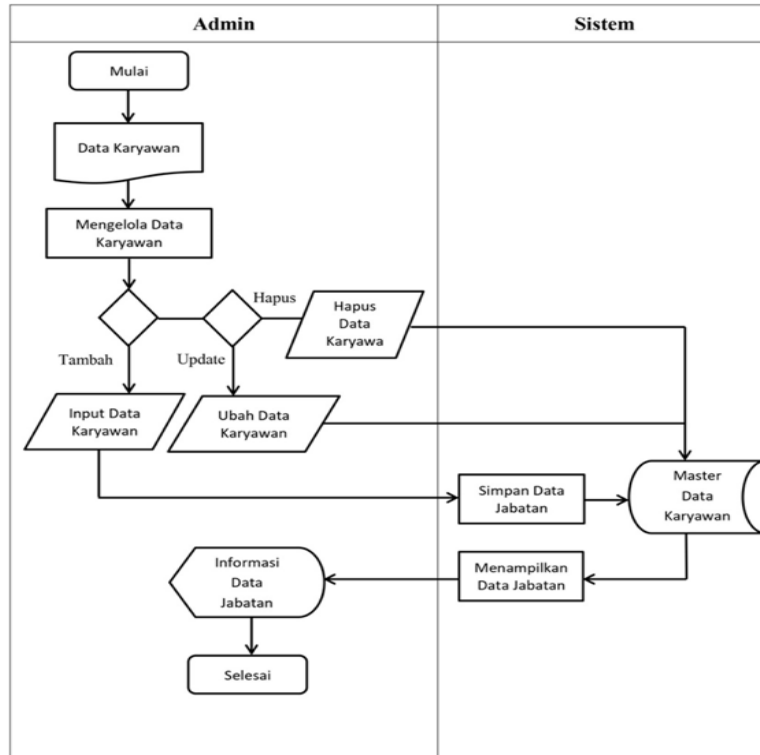 Admin
Sistem
Mulai
Data Karyawan
Mengelola Data
Karyawan
Hapus
Hapus
Data
Karyawa
Tambah
Update
Input Data
Karyawan
Ubah Data
Karyawan
Simpan Data
Jabatan
Master
Data
Karyawan
Informasi
Data
Jabatan
Menampilkan
Data Jabatan
Selesai